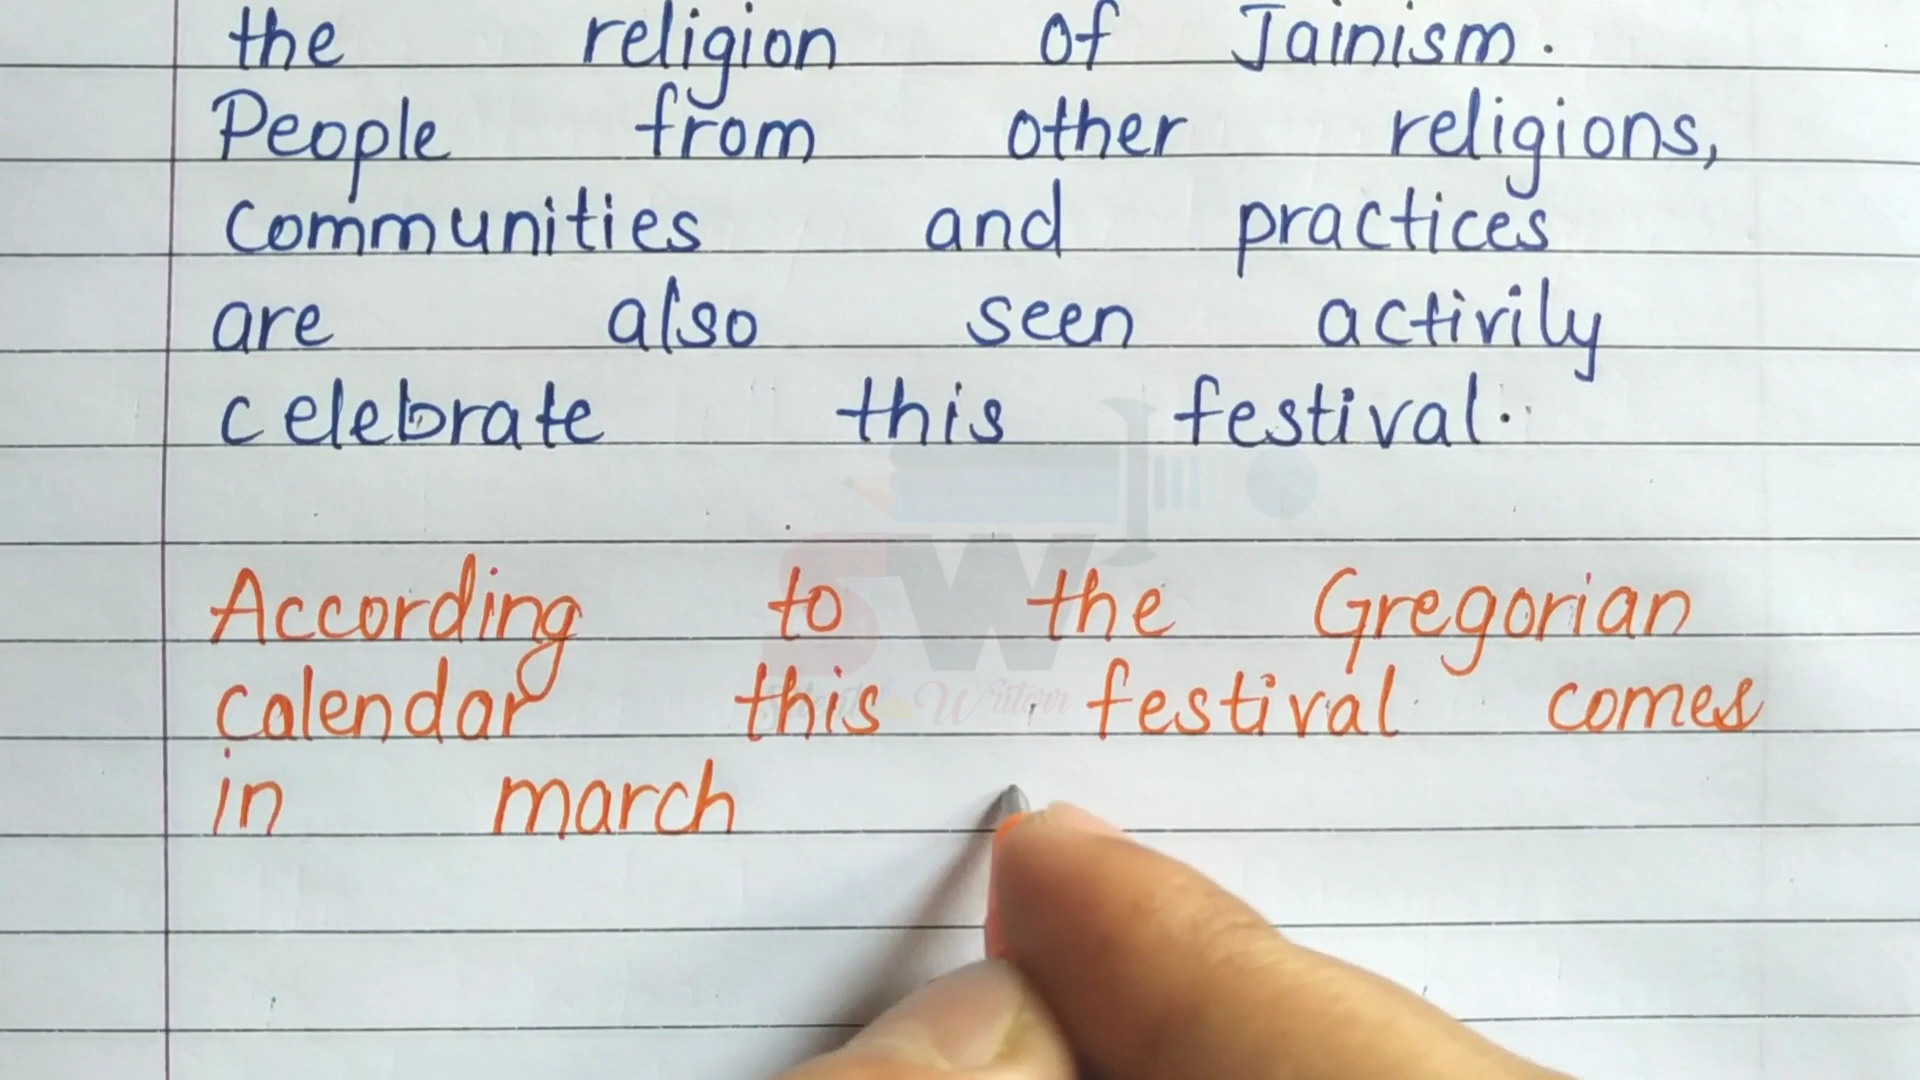 the religion of Jainism.
People from other religions,
communities and practices
are also seen activily
celebrate this festival.
SW
According to the Gregorian
calendar this festival comes
in march